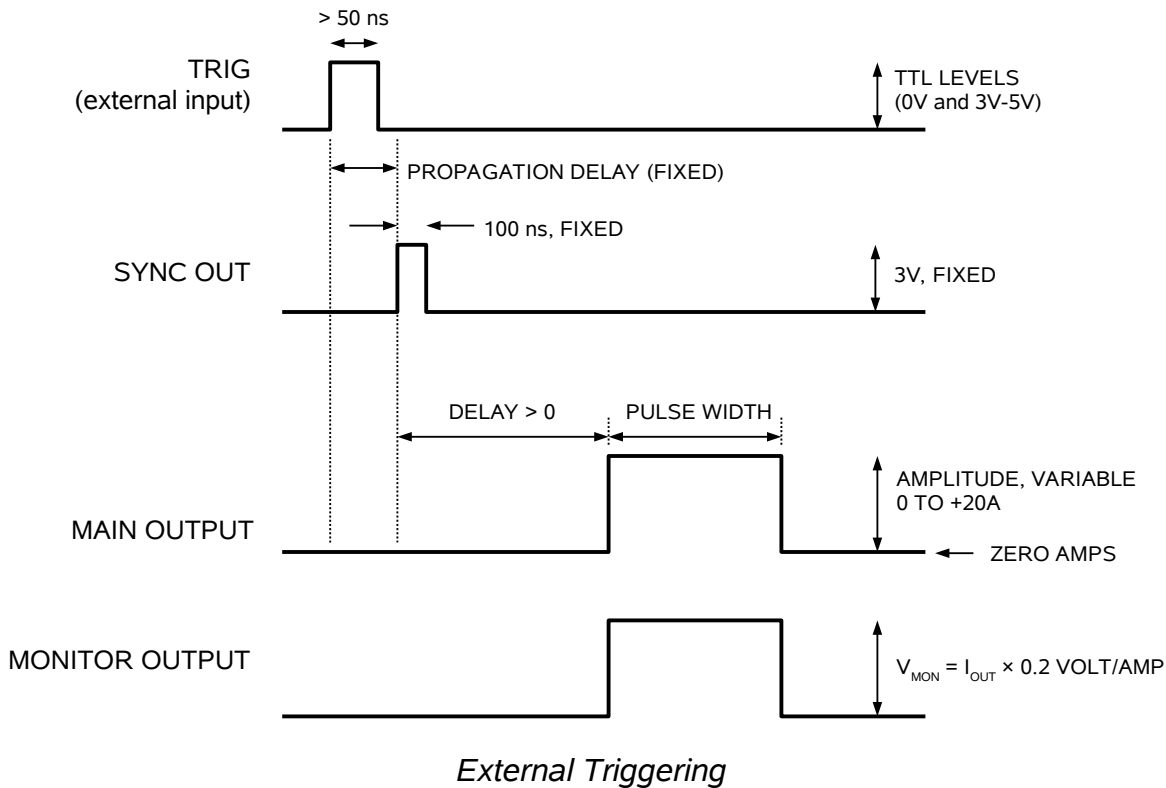 > 50 ns
TRIG
(external input)
TTL LEVELS
(0V and 3V-5V)
PROPAGATION DELAY (FIXED)
100 ns, FIXED
SYNC OUT
3V, FIXED
DELAY > 0
PULSE WIDTH
AMPLITUDE, VARIABLE
0 TO +20A
MAIN OUTPUT
ZERO AMPS
MONITOR OUTPUT
VMON = IOUT × 0.2 VOLT/AMP
External Triggering